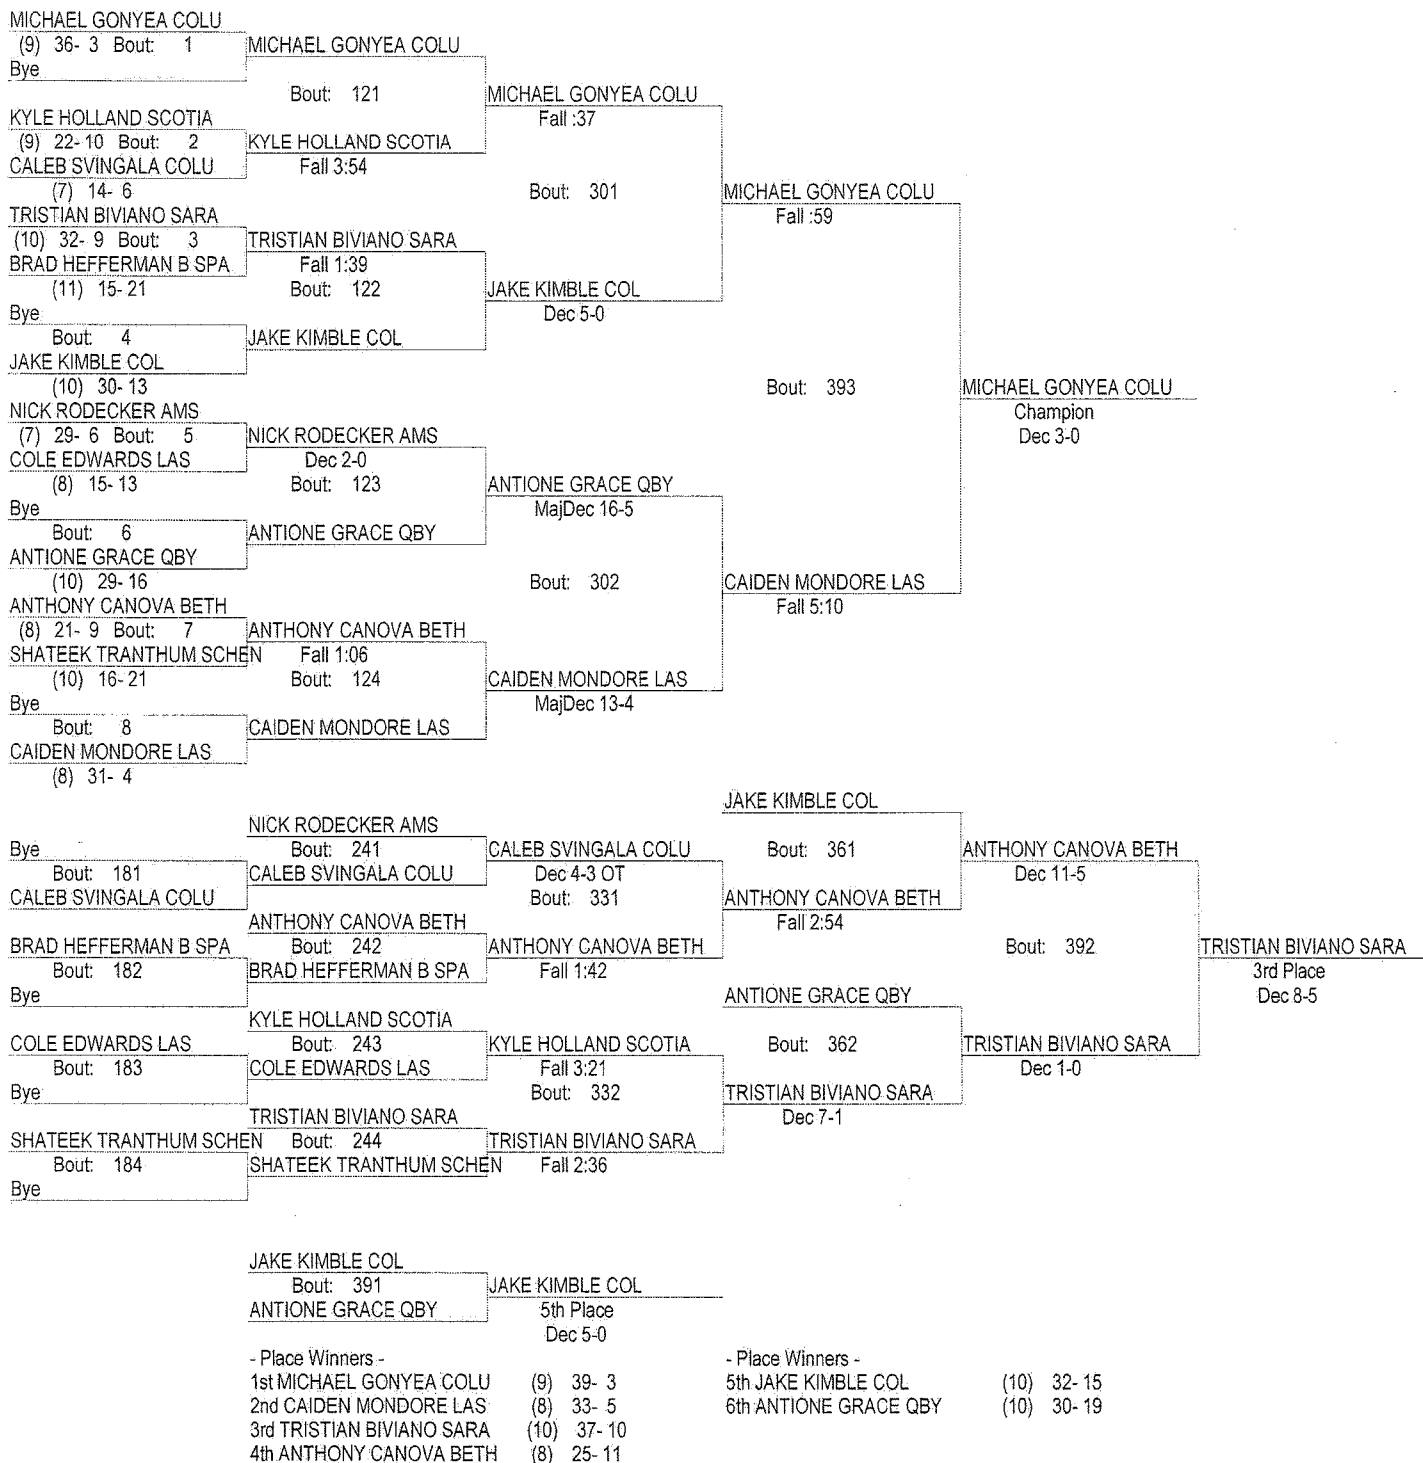 MICHAEL GONYEA COLU
(9) 36- 3 Bout: 1 MICHAEL GONYEA COLU
Bye
Bout: 121 MICHAEL GONYEA COLU
KYLE HOLLAND SCOTIA Fall :37
(9) 22- 10 Bout: 2 KYLE HOLLAND SCOTIA
CALEB SVINGALA COLU Fall 3:54
(7) 14- 6 Bout: 301 MICHAEL GONYEA COLU
TRISTIAN BIVIANO SARA Fall :59
(10) 32- 9 Bout: 3 TRISTIAN BIVIANO SARA
BRAD HEFFERMAN B SPA Fall 1:39
(11) 15- 21 Bout: 122 JAKE KIMBLE COL
Bye Dec 5-0
Bout: 4 JAKE KIMBLE COL
JAKE KIMBLE COL
(10) 30- 13 Bout: 393 MICHAEL GONYEA COLU
NICK RODECKER AMS Champion
(7) 29- 6 Bout: 5 NICK RODECKER AMS Dec 3-0
COLE EDWARDS LAS Dec 2-0
(8) 15- 13 Bout: 123 ANTIONE GRACE QBY
Bye MajDec 16-5
Bout: 6 ANTIONE GRACE QBY
ANTIONE GRACE QBY
(10) 29- 16 Bout: 302 CAIDEN MONDORE LAS
ANTHONY CANOVA BETH Fall 5:10
(8) 21- 9 Bout: 7 ANTHONY CANOVA BETH
SHATEEK TRANTHUM SCHEN Fall 1:06
(10) 16- 21 Bout: 124 CAIDEN MONDORE LAS
Bye MajDec 13-4
Bout: 8 CAIDEN MONDORE LAS
CAIDEN MONDORE LAS
(8) 31- 4
JAKE KIMBLE COL
NICK RODECKER AMS
Bye Bout: 241 CALEB SVINGALA COLU Bout: 361 ANTHONY CANOVA BETH
Bout: 181 CALEB SVINGALA COLU Dec 4-3 OT Dec 11-5
CALEB SVINGALA COLU Bout: 331 ANTHONY CANOVA BETH
ANTHONY CANOVA BETH Fall 2:54
BRAD HEFFERMAN B SPA Bout: 242 ANTHONY CANOVA BETH Bout: 392 TRISTIAN BIVIANO SARA
Bout: 182 BRAD HEFFERMAN B SPA Fall 1:42 3rd Place
Bye ANTIONE GRACE QBY Dec 8-5
KYLE HOLLAND SCOTIA
COLE EDWARDS LAS Bout: 243 KYLE HOLLAND SCOTIA Bout: 362 TRISTIAN BIVIANO SARA
Bout: 183 COLE EDWARDS LAS Fall 3:21 Dec 1-0
Bye Bout: 332 TRISTIAN BIVIANO SARA
TRISTIAN BIVIANO SARA Dec 7-1
SHATEEK TRANTHUM SCHEN Bout: 244 TRISTIAN BIVIANO SARA
Bout: 184 SHATEEK TRANTHUM SCHEN Fall 2:36
Bye
JAKE KIMBLE COL
Bout: 391 JAKE KIMBLE COL
ANTIONE GRACE QBY 5th Place
Dec 5-0
- Place Winners - - Place Winners -
1st MICHAEL GONYEA COLU (9) 39- 3 5th JAKE KIMBLE COL (10) 32- 15
2nd CAIDEN MONDORE LAS (8) 33- 5 6th ANTIONE GRACE QBY (10) 30- 19
3rd TRISTIAN BIVIANO SARA (10) 37- 10
4th ANTHONY CANOVA BETH (8) 25- 11